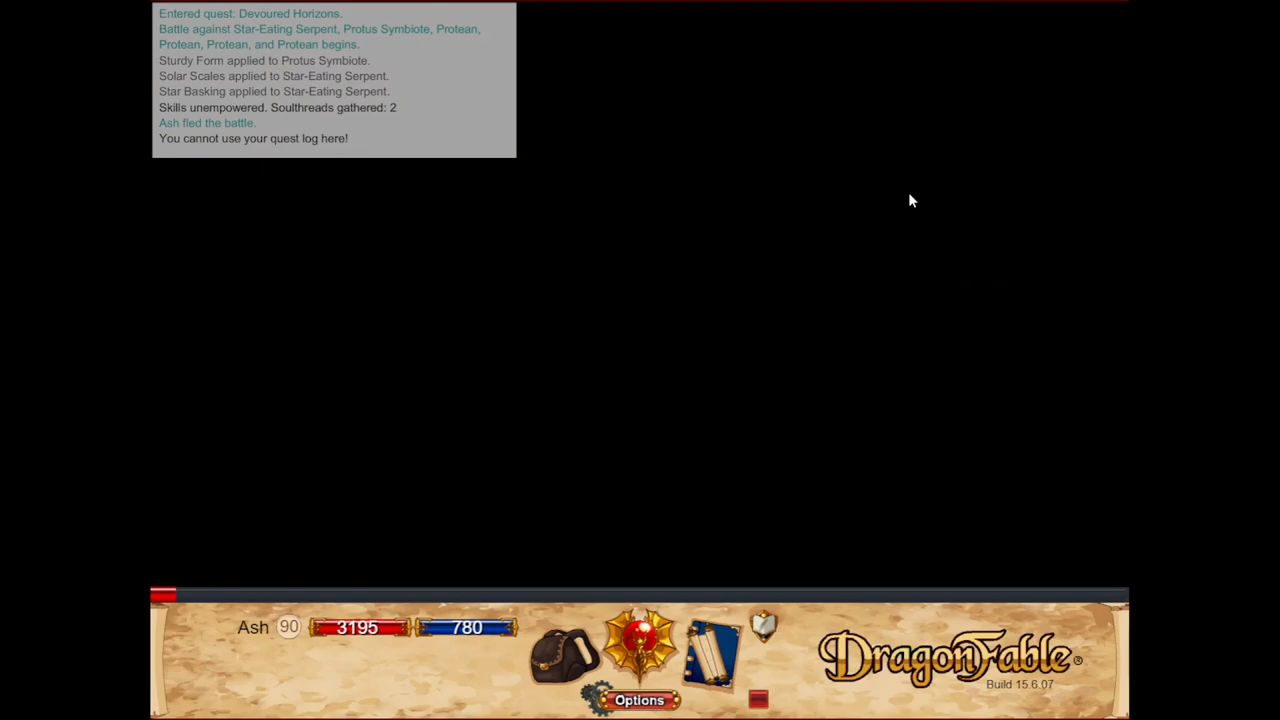 Entered quest: Devoured Horizons.
Battle against Star-Eating Serpent, Protus Symbiote, Protean,
Protean, Protean, and Protean begins.
Sturdy Form applied to Protus Symbiote.
Solar Scales applied to Star-Eating Serpent.
Star Basking applied to Star-Eating Serpent.
Skills unempowered. Soulthreads gathered: 2
Ash fled the battle.
You cannot use your quest log here!
Ash 90 3195 780
DragonFable®
Build 15.6.07
Options